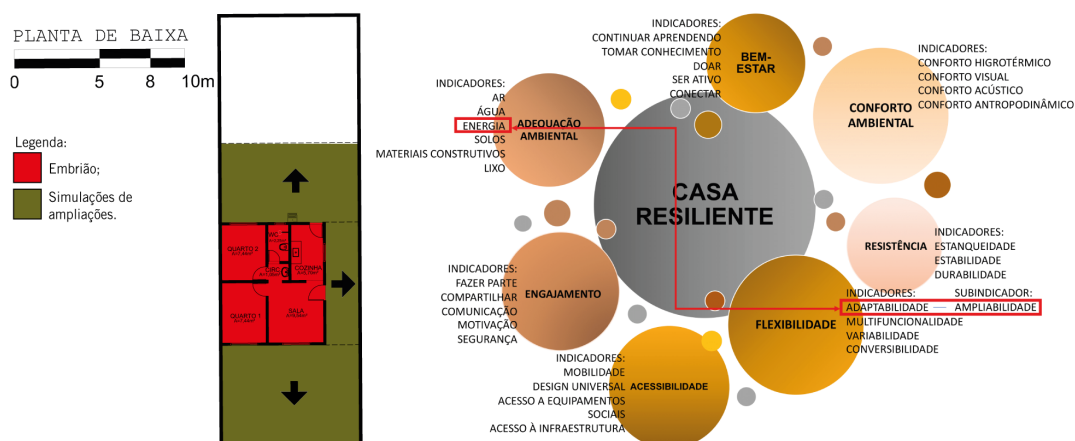 PLANTA DE BAIXA
0 5 8 10m
Legenda:
Embrião;
Simulações de
ampliações.
QUARTO 2
WC.
CIRC
COZINHA
QUARTO 1
SALA
INDICADORES:
CONTINUAR APRENDENDO
TOMAR CONHECIMENTO
DOAR
SER ATIVO
CONECTAR
BEM-
ESTAR
INDICADORES:
CONFORTO HIGROTÉRMICO
CONFORTO VISUAL
CONFORTO ACÚSTICO
CONFORTO ANTROPODINÂMICO
CONFORTO
AMBIENTAL
INDICADORES:
AR
ÁGUA
ENERGIA
SOLOS
MATERIAIS CONSTRUTIVOS
LIXO
ADEQUAÇÃO
AMBIENTAL
CASA
RESILIENTE
RESISTÊNCIA
INDICADORES:
ESTANQUEIDADE
ESTABILIDADE
DURABILIDADE
INDICADORES:
FAZER PARTE
COMPARTILHAR
COMUNICAÇÃO
MOTIVAÇÃO
SEGURANÇA
ENGAJAMENTO
FLEXIBILIDADE
INDICADORES: SUBINDICADOR:
ADAPTABILIDADE AMPLIABILIDADE
MULTIFUNCIONALIDADE
VARIABILIDADE
CONVERSIBILIDADE
INDICADORES:
MOBILIDADE
DESIGN UNIVERSAL
ACESSO A EQUIPAMENTOS
SOCIAIS
ACESSO À INFRAESTRUTURA
ACESSIBILIDADE